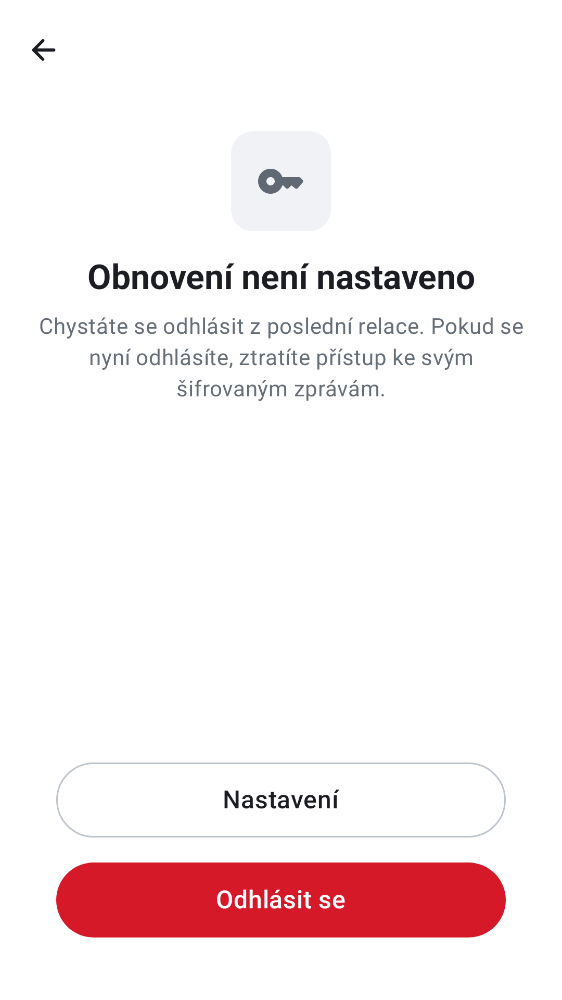 Obnovení není nastaveno
Chystáte se odhlásit z poslední relace. Pokud se
nyní odhlásíte, ztratíte přístup ke svým
šifrovaným zprávám.
Nastavení
Odhlásit se